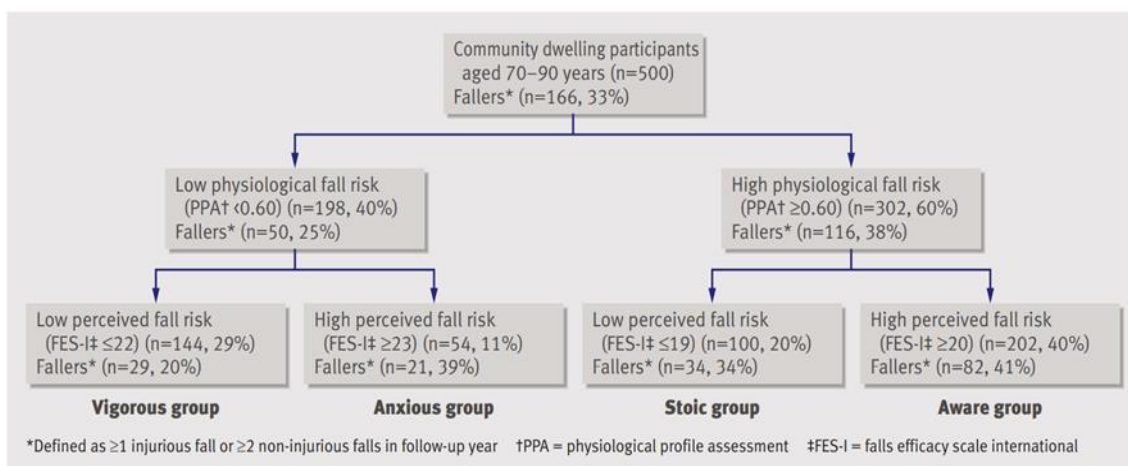 Community dwelling participants
aged 70–90 years (n=500)
Fallers* (n=166, 33%)
Low physiological fall risk
(PPA† <0.60) (n=198, 40%)
Fallers* (n=50, 25%)
High physiological fall risk
(PPA† ≥0.60) (n=302, 60%)
Fallers* (n=116, 38%)
Low perceived fall risk
(FES-I‡ ≤22) (n=144, 29%)
Fallers* (n=29, 20%)
Vigorous group
High perceived fall risk
(FES-I‡ ≥23) (n=54, 11%)
Fallers* (n=21, 39%)
Anxious group
Low perceived fall risk
(FES-I‡ ≤19) (n=100, 20%)
Fallers* (n=34, 34%)
Stoic group
High perceived fall risk
(FES-I‡ ≥20) (n=202, 40%)
Fallers* (n=82, 41%)
Aware group
*Defined as ≥1 injurious fall or ≥2 non-injurious falls in follow-up year †PPA = physiological profile assessment ‡FES-I = falls efficacy scale international